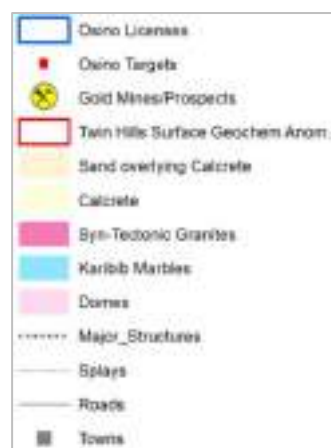 Osino Licenses
Osino Targets
Gold Mines/Prospects
Twin Hills Surface Geochem Anom
Sand overlying Calcrete
Calcrete
Syn-Tectonic Granites
Karibib Marbles
Domes
Major_Structures
Splays
Roads
Towns